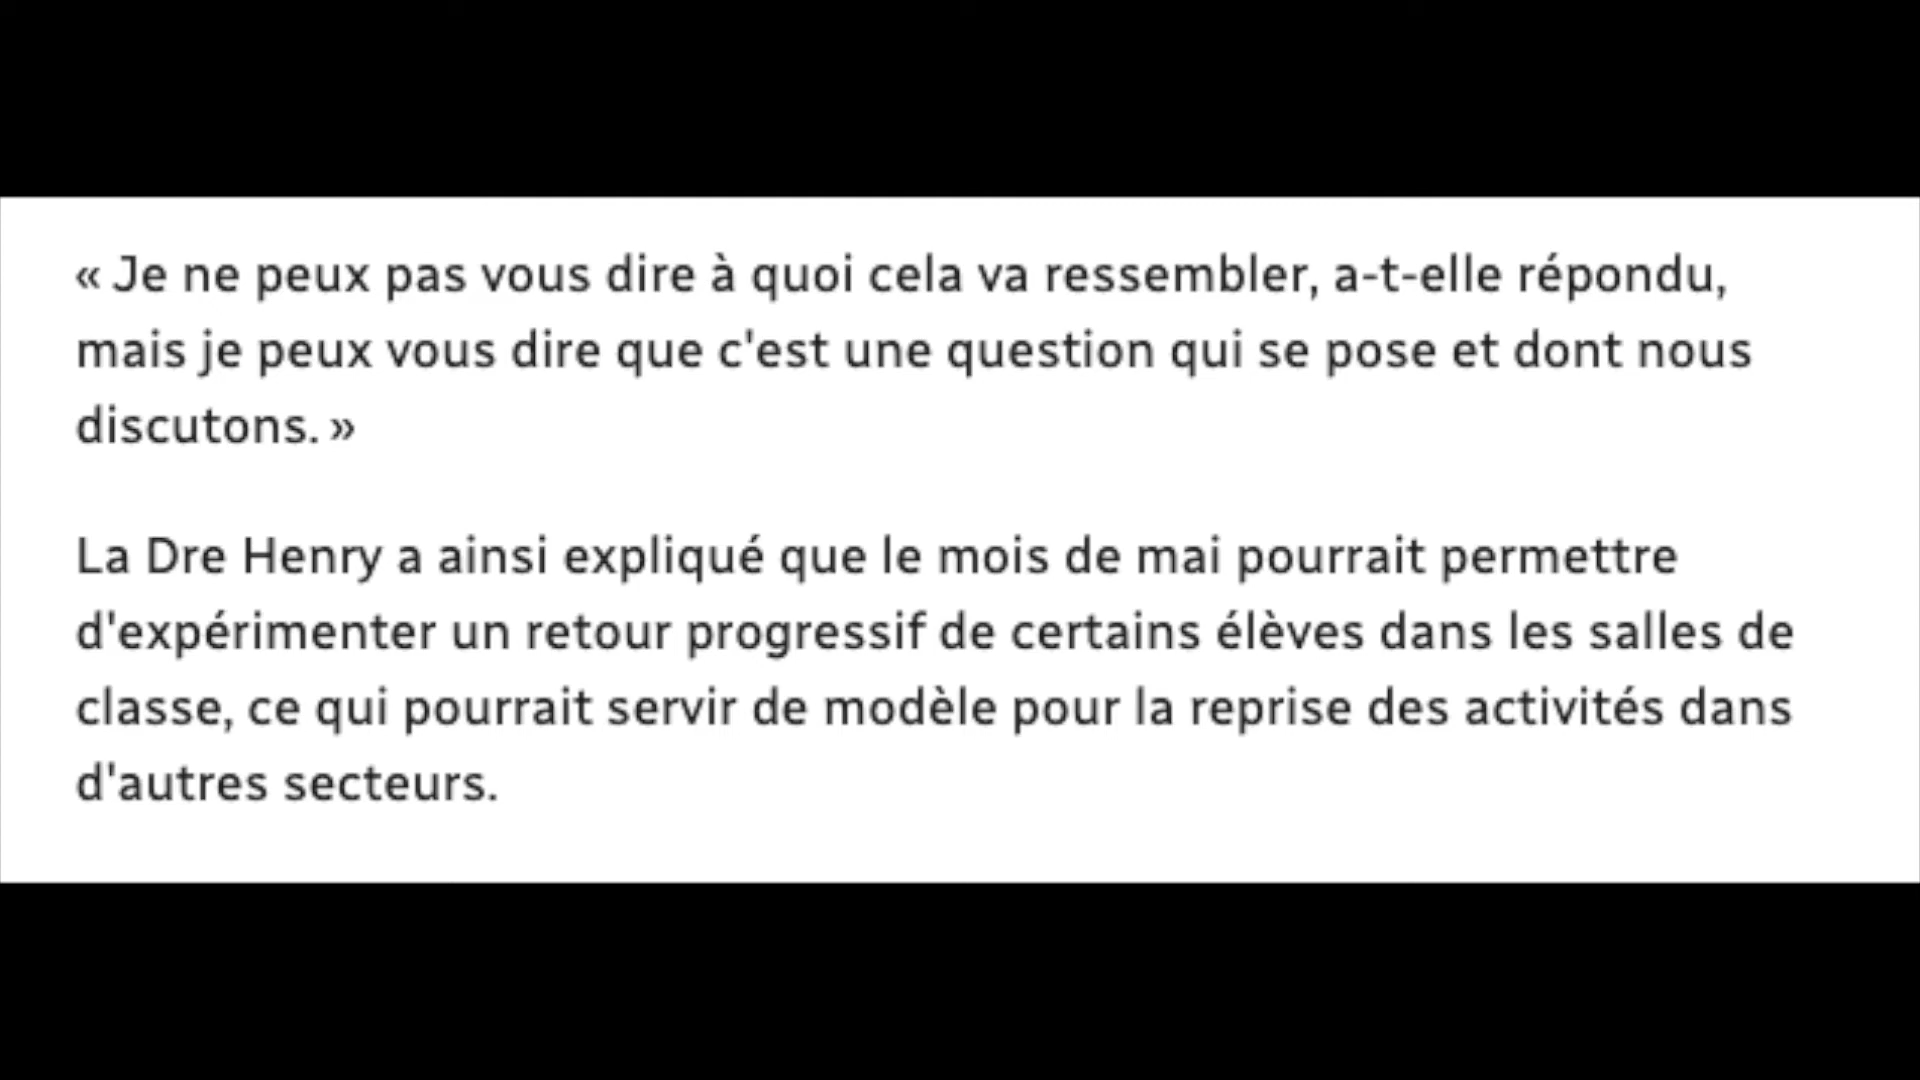 « Je ne peux pas vous dire à quoi cela va ressembler, a-t-elle répondu,
mais je peux vous dire que c'est une question qui se pose et dont nous
discutons. »
La Dre Henry a ainsi expliqué que le mois de mai pourrait permettre
d'expérimenter un retour progressif de certains élèves dans les salles de
classe, ce qui pourrait servir de modèle pour la reprise des activités dans
d'autres secteurs.